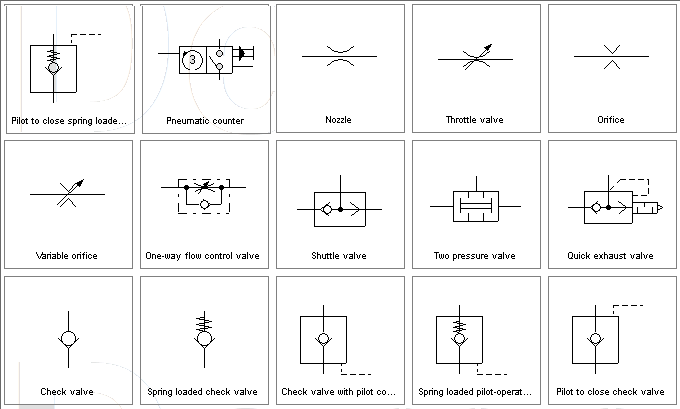 3
Pilot to close spring loade...
Pneumatic counter
Nozzle
Throttle valve
Orifice
Variable orifice
One-way flow control valve
Shuttle valve
Two pressure valve
Quick exhaust valve
Check valve
Spring loaded check valve
Check valve with pilot co...
Spring loaded pilot-operat...
Pilot to close check valve